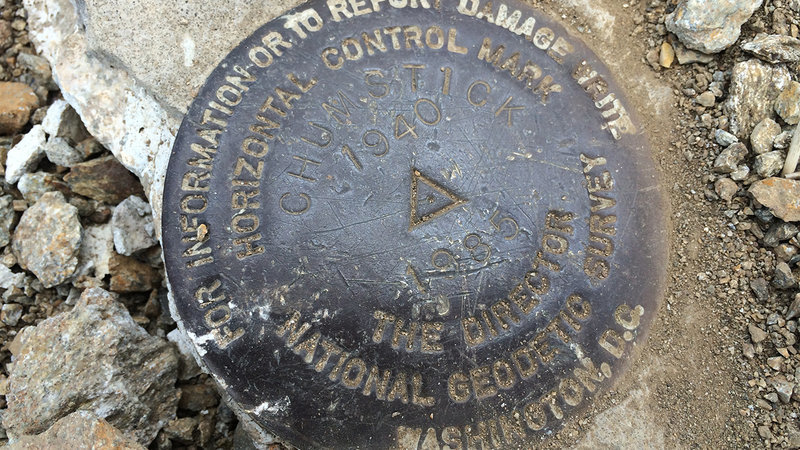 FOR INFORMATION OR TO REPORT DAMAGE WRITE
THE DIRECTOR
NATIONAL GEODETIC SURVEY
WASHINGTON, D.C.
HORIZONTAL CONTROL MARK
CHUMSTICK
1940
1985